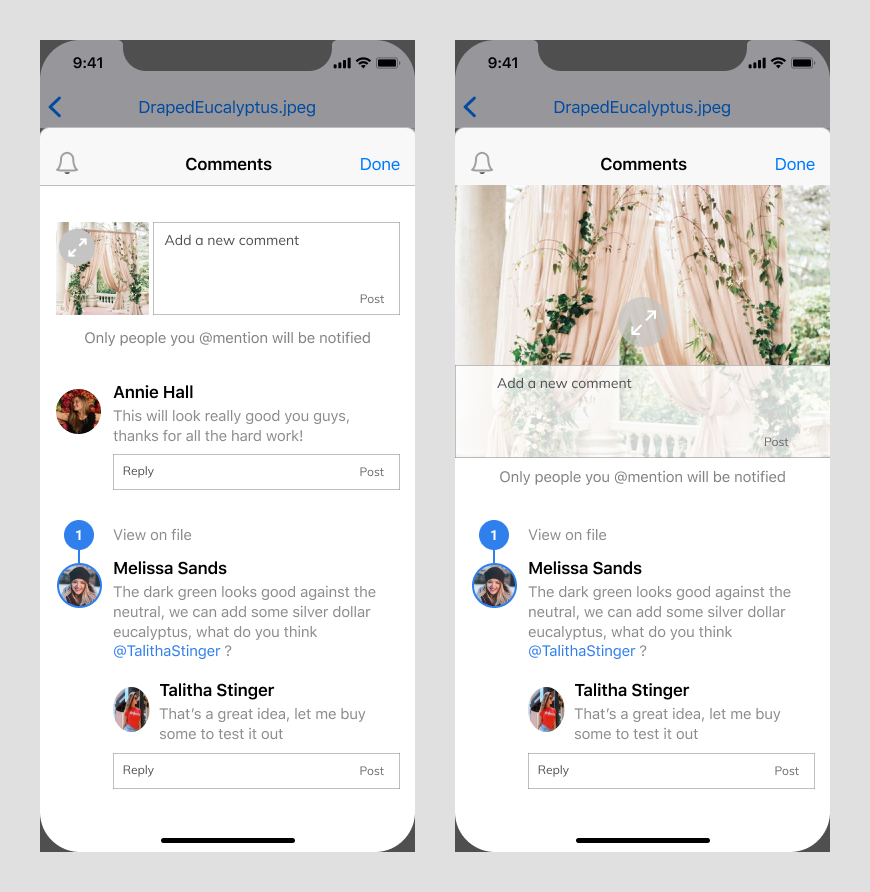 9:41
DrapedEucalyptus.jpeg
Comments
Done
Add a new comment
Post
Only people you @mention will be notified
Annie Hall
This will look really good you guys,
thanks for all the hard work!
Reply
Post
1
View on file
Melissa Sands
The dark green looks good against the
neutral, we can add some silver dollar
eucalyptus, what do you think
@TalithaStinger ?
Talitha Stinger
That's a great idea, let me buy
some to test it out
Reply
Post
9:41
DrapedEucalyptus.jpeg
Comments
Done
Add a new comment
Post
Only people you @mention will be notified
1
View on file
Melissa Sands
The dark green looks good against the
neutral, we can add some silver dollar
eucalyptus, what do you think
@TalithaStinger ?
Talitha Stinger
That's a great idea, let me buy
some to test it out
Reply
Post